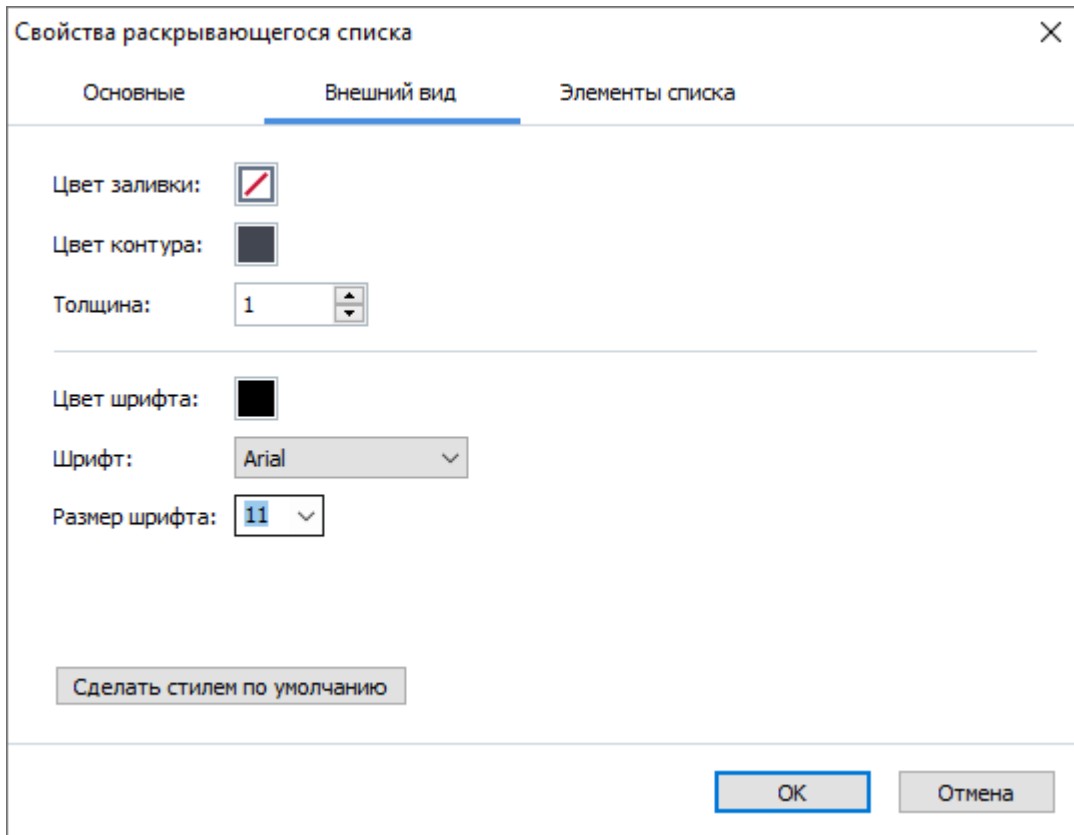 Свойства раскрывающегося списка
Основные Внешний вид Элементы списка
Цвет заливки:
Цвет контура:
Толщина: 1
Цвет шрифта:
Шрифт: Arial
Размер шрифта: 11
Сделать стилем по умолчанию
ОК Отмена